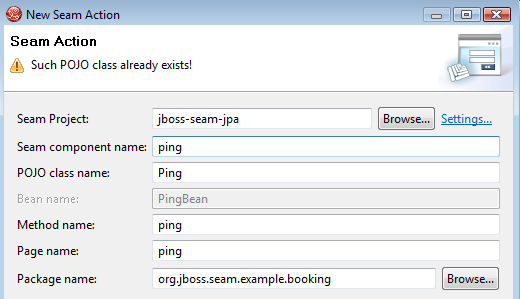 New Seam Action
Seam Action
Such POJO class already exists!
Seam Project: jboss-seam-jpa Browse... Settings...
Seam component name: ping
POJO class name: Ping
Bean name: PingBean
Method name: ping
Page name: ping
Package name: org.jboss.seam.example.booking Browse...